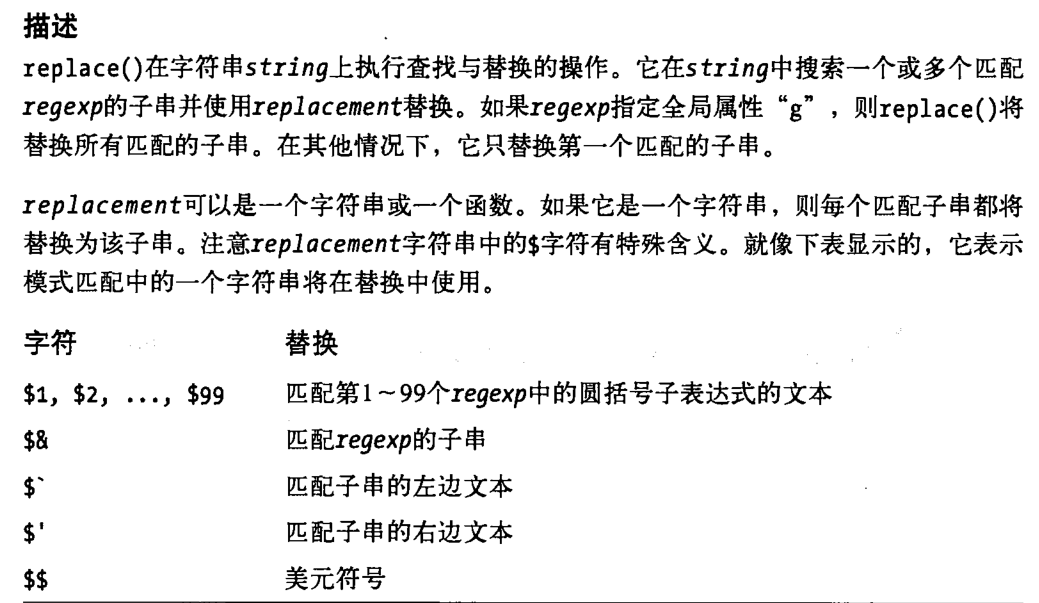 描述
replace()在字符串string上执行查找与替换的操作。它在string中搜索一个或多个匹配
regexp的子串并使用replacement替换。如果regexp指定全局属性“g”，则replace()将
替换所有匹配的子串。在其他情况下，它只替换第一个匹配的子串。
replacement可以是一个字符串或一个函数。如果它是一个字符串，则每个匹配子串都将
替换为该子串。注意replacement字符串中的$字符有特殊含义。就像下表显示的，它表示
模式匹配中的一个字符串将在替换中使用。
字符 替换
$1, $2, ..., $99 匹配第1~99个regexp中的圆括号子表达式的文本
$& 匹配regexp的子串
$` 匹配子串的左边文本
$' 匹配子串的右边文本
$$ 美元符号